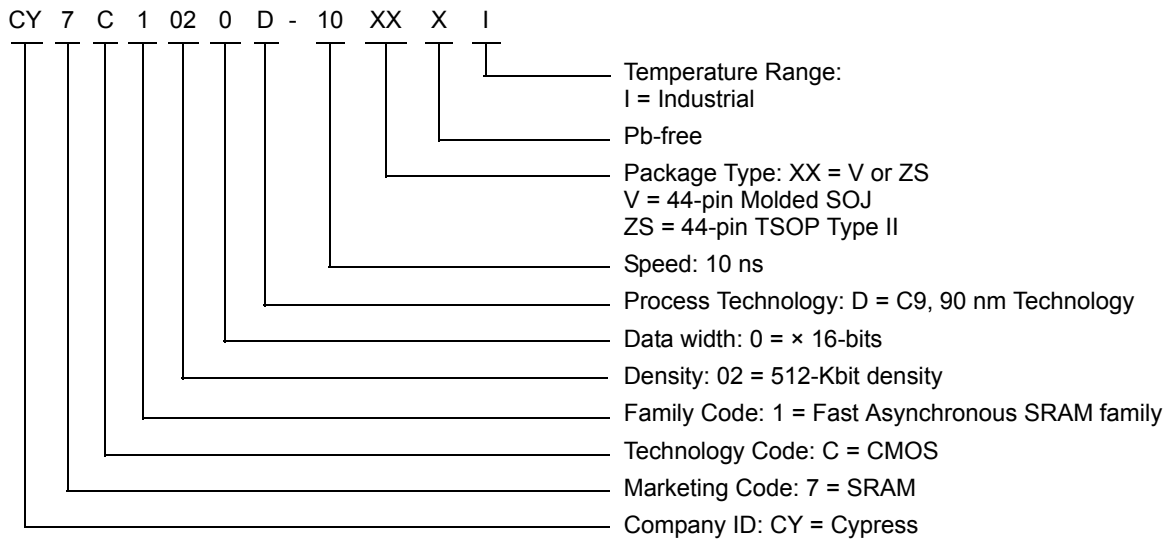 CY 7 C 1 02 0 D - 10 XX X I
Temperature Range:
I = Industrial
Pb-free
Package Type: XX = V or ZS
V = 44-pin Molded SOJ
ZS = 44-pin TSOP Type II
Speed: 10 ns
Process Technology: D = C9, 90 nm Technology
Data width: 0 = × 16-bits
Density: 02 = 512-Kbit density
Family Code: 1 = Fast Asynchronous SRAM family
Technology Code: C = CMOS
Marketing Code: 7 = SRAM
Company ID: CY = Cypress